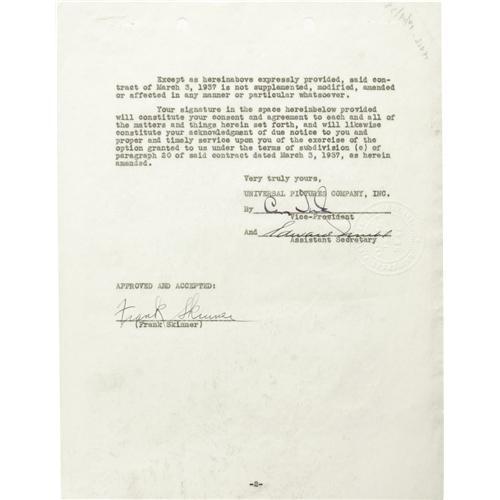 Except as hereinabove expressly provided, said con-
tract of March 3, 1937 is not supplemented, modified, amended
or affected in any manner or particular whatsoever.
Your signature in the space hereinbelow provided
will constitute your consent and agreement to each and all of
the matters and things herein set forth, and will likewise
constitute your acknowledgment of due notice to you and
proper and timely service upon you of the exercise of the
option granted to us under the terms of subdivision (c) of
paragraph 20 of said contract dated March 3, 1937, as herein
amended.
Very truly yours,
UNIVERSAL PICTURES COMPANY, INC.
By
Vice-President
And Edward
Assistant Secretary
APPROVED AND ACCEPTED:
Frank Skinner
(Frank Skinner)
-2-